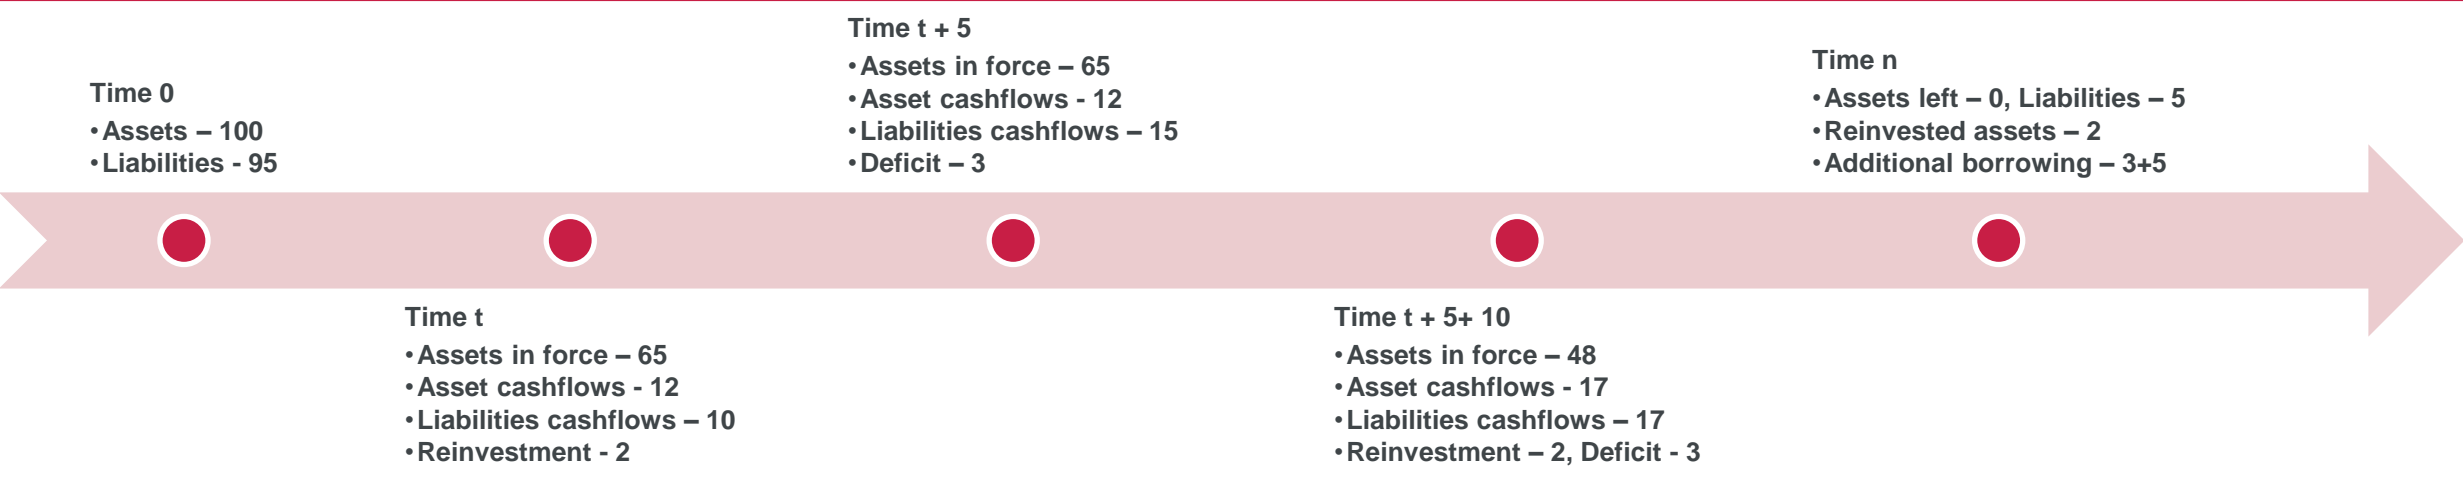 Time 0
•Assets – 100
•Liabilities - 95
Time t
•Assets in force – 65
•Asset cashflows - 12
•Liabilities cashflows – 10
•Reinvestment - 2
Time t + 5
•Assets in force – 65
•Asset cashflows - 12
•Liabilities cashflows – 15
•Deficit – 3
Time t + 5+ 10
•Assets in force – 48
•Asset cashflows - 17
•Liabilities cashflows – 17
•Reinvestment – 2, Deficit - 3
Time n
•Assets left – 0, Liabilities – 5
•Reinvested assets – 2
•Additional borrowing – 3+5